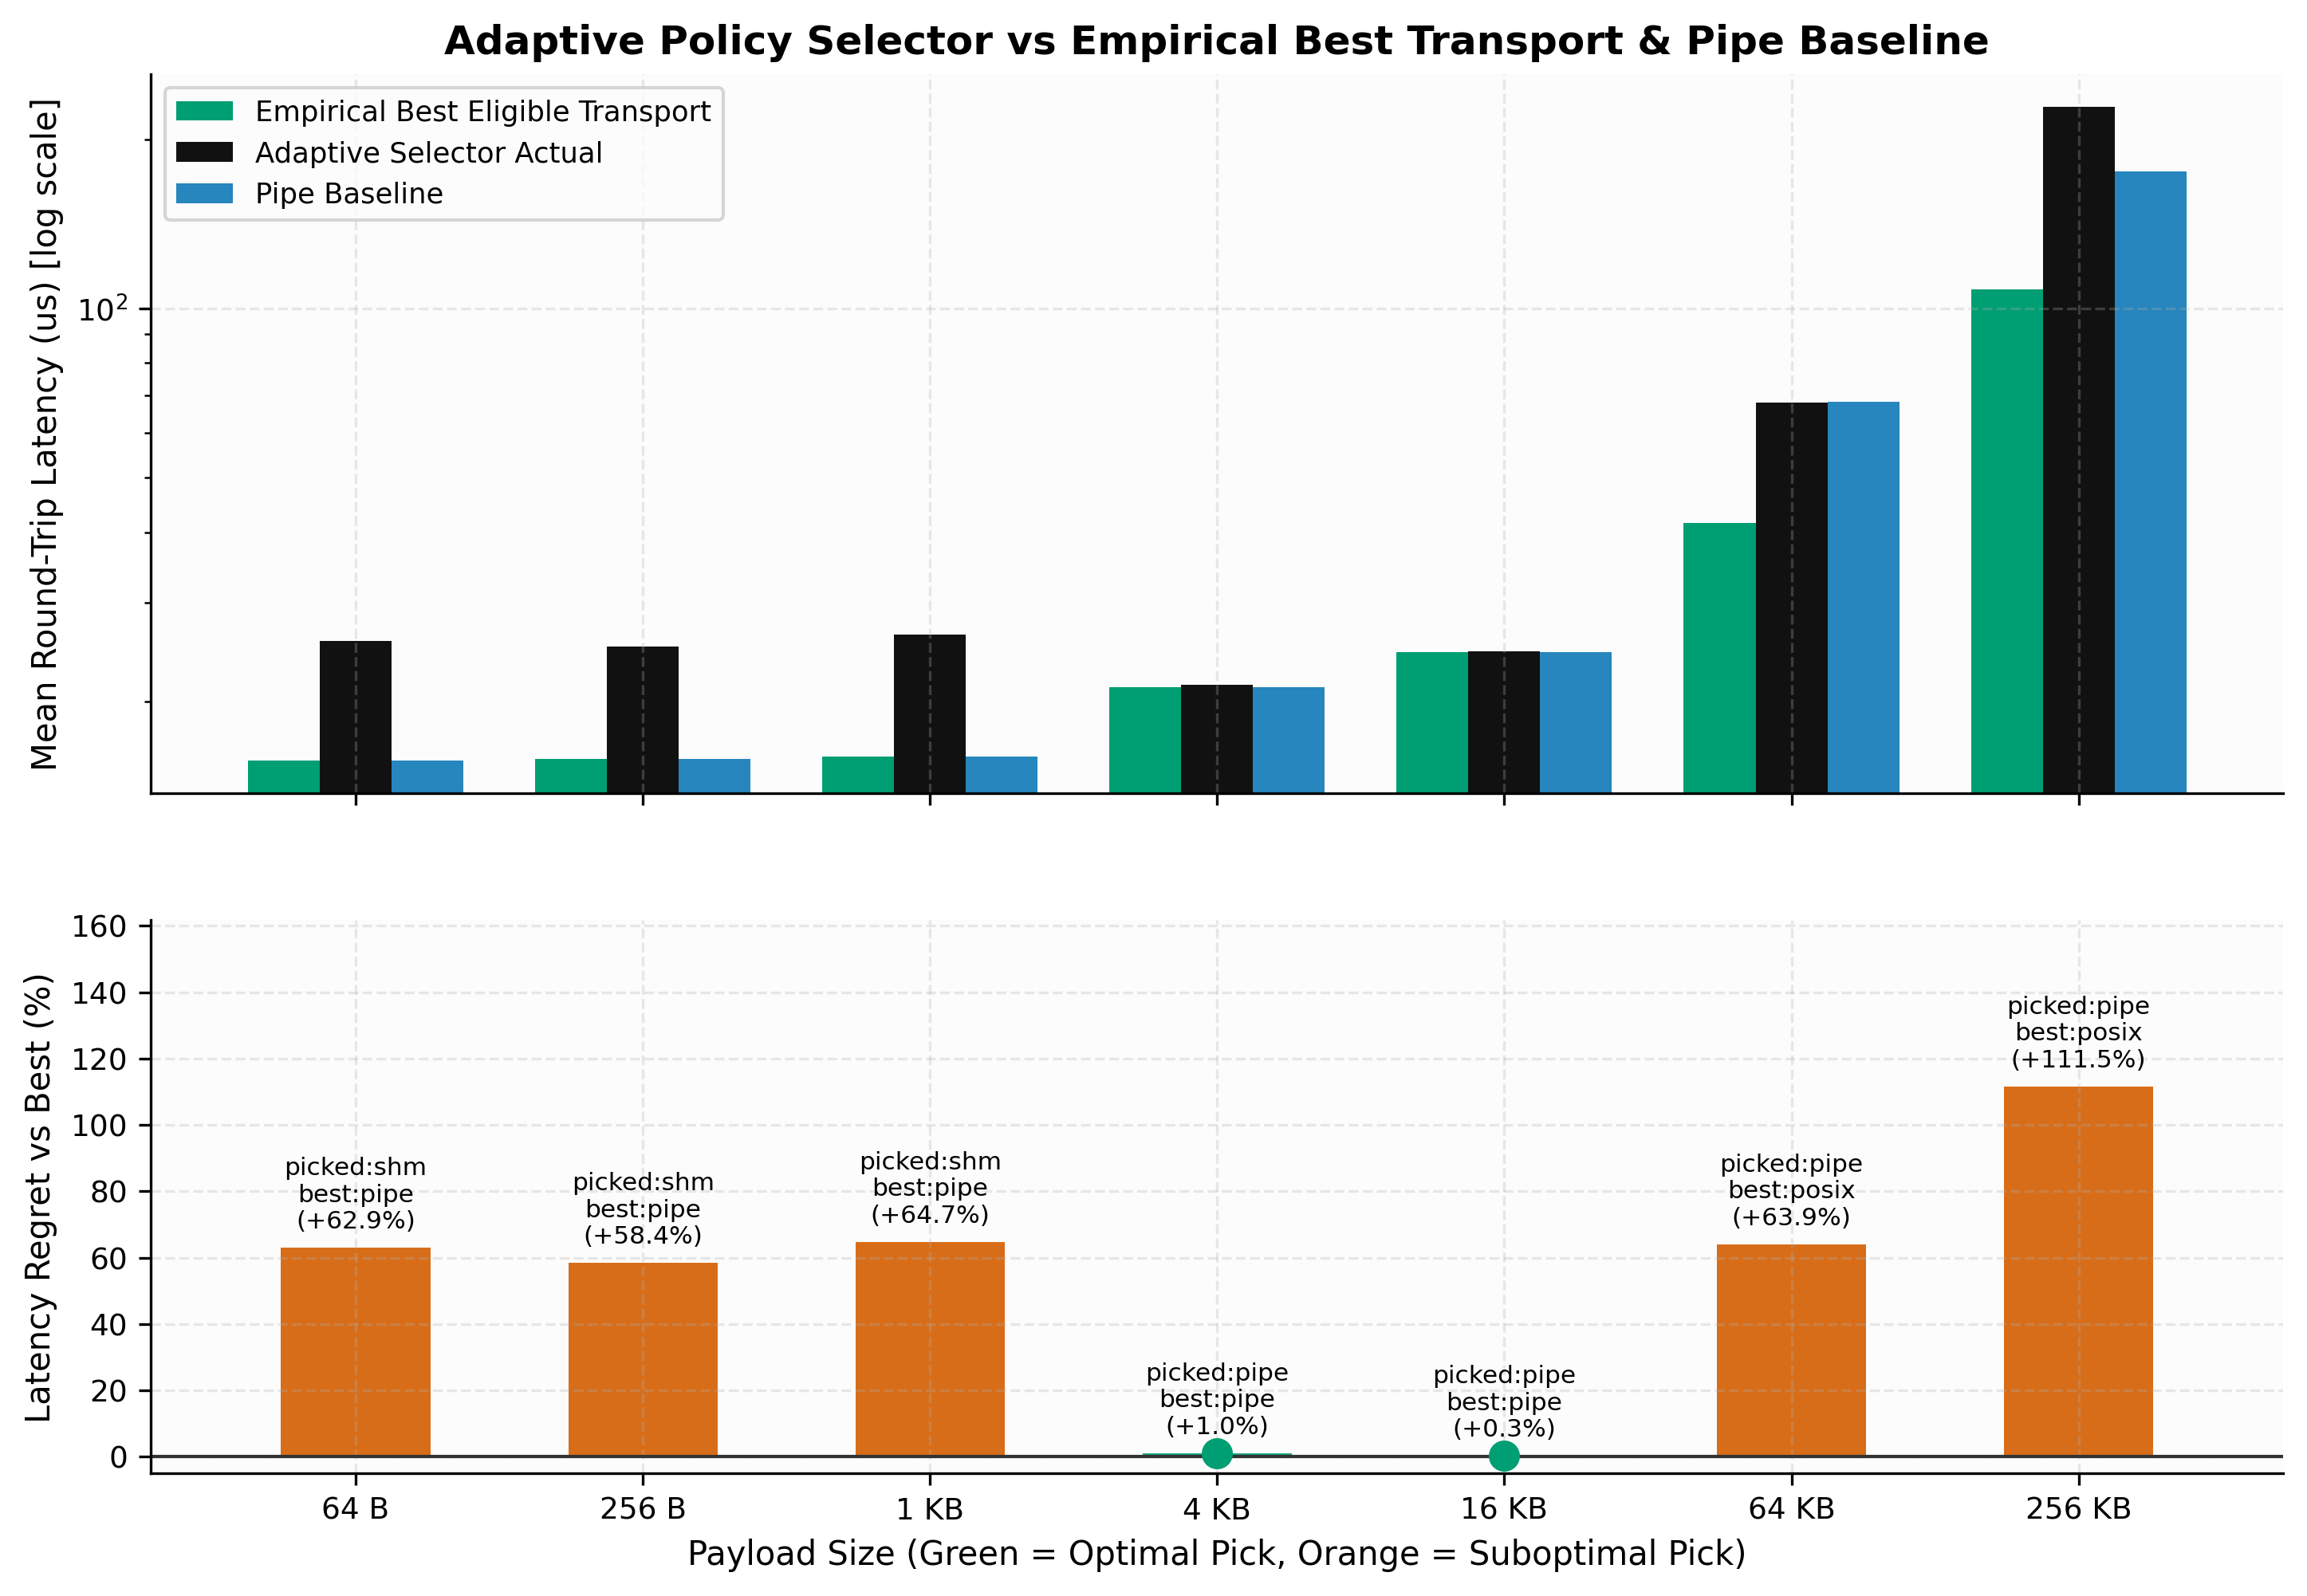 Adaptive Policy Selector vs Empirical Best Transport & Pipe Baseline
Mean Round-Trip Latency (us) [log scale]
Empirical Best Eligible Transport
Adaptive Selector Actual
Pipe Baseline
10²
Latency Regret vs Best (%)
160
140
120
100
80
60
40
20
0
picked:shm
best:pipe
(+62.9%)
picked:shm
best:pipe
(+58.4%)
picked:shm
best:pipe
(+64.7%)
picked:pipe
best:pipe
(+1.0%)
picked:pipe
best:pipe
(+0.3%)
picked:pipe
best:posix
(+63.9%)
picked:pipe
best:posix
(+111.5%)
64 B
256 B
1 KB
4 KB
16 KB
64 KB
256 KB
Payload Size (Green = Optimal Pick, Orange = Suboptimal Pick)